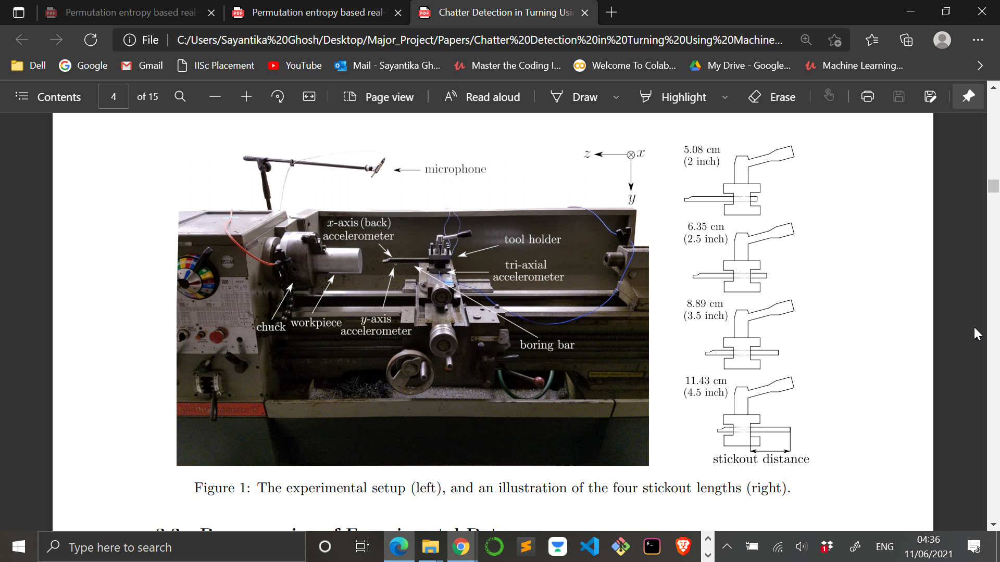 Permutation entropy based real-
Permutation entropy based real-
Chatter Detection in Turning Usi
File
C:/Users/Sayantika%20Ghosh/Desktop/Major_Project/Papers/Chatter%20Detection%20in%20Turning%20Using%20Machine...
Dell
Google
Gmail
IISc Placement
YouTube
Mail - Sayantika Gh...
Master the Coding I...
Welcome To Colab...
My Drive - Google...
Machine Learning...
Contents
4
of 15
Page view
Read aloud
Draw
Highlight
Erase
microphone
z
x
y
x-axis (back)
accelerometer
tool holder
tri-axial
accelerometer
chuck
workpiece
y-axis
accelerometer
boring bar
5.08 cm
(2 inch)
6.35 cm
(2.5 inch)
8.89 cm
(3.5 inch)
11.43 cm
(4.5 inch)
stickout distance
Figure 1: The experimental setup (left), and an illustration of the four stickout lengths (right).
Type here to search
ENG
04:36
11/06/2021